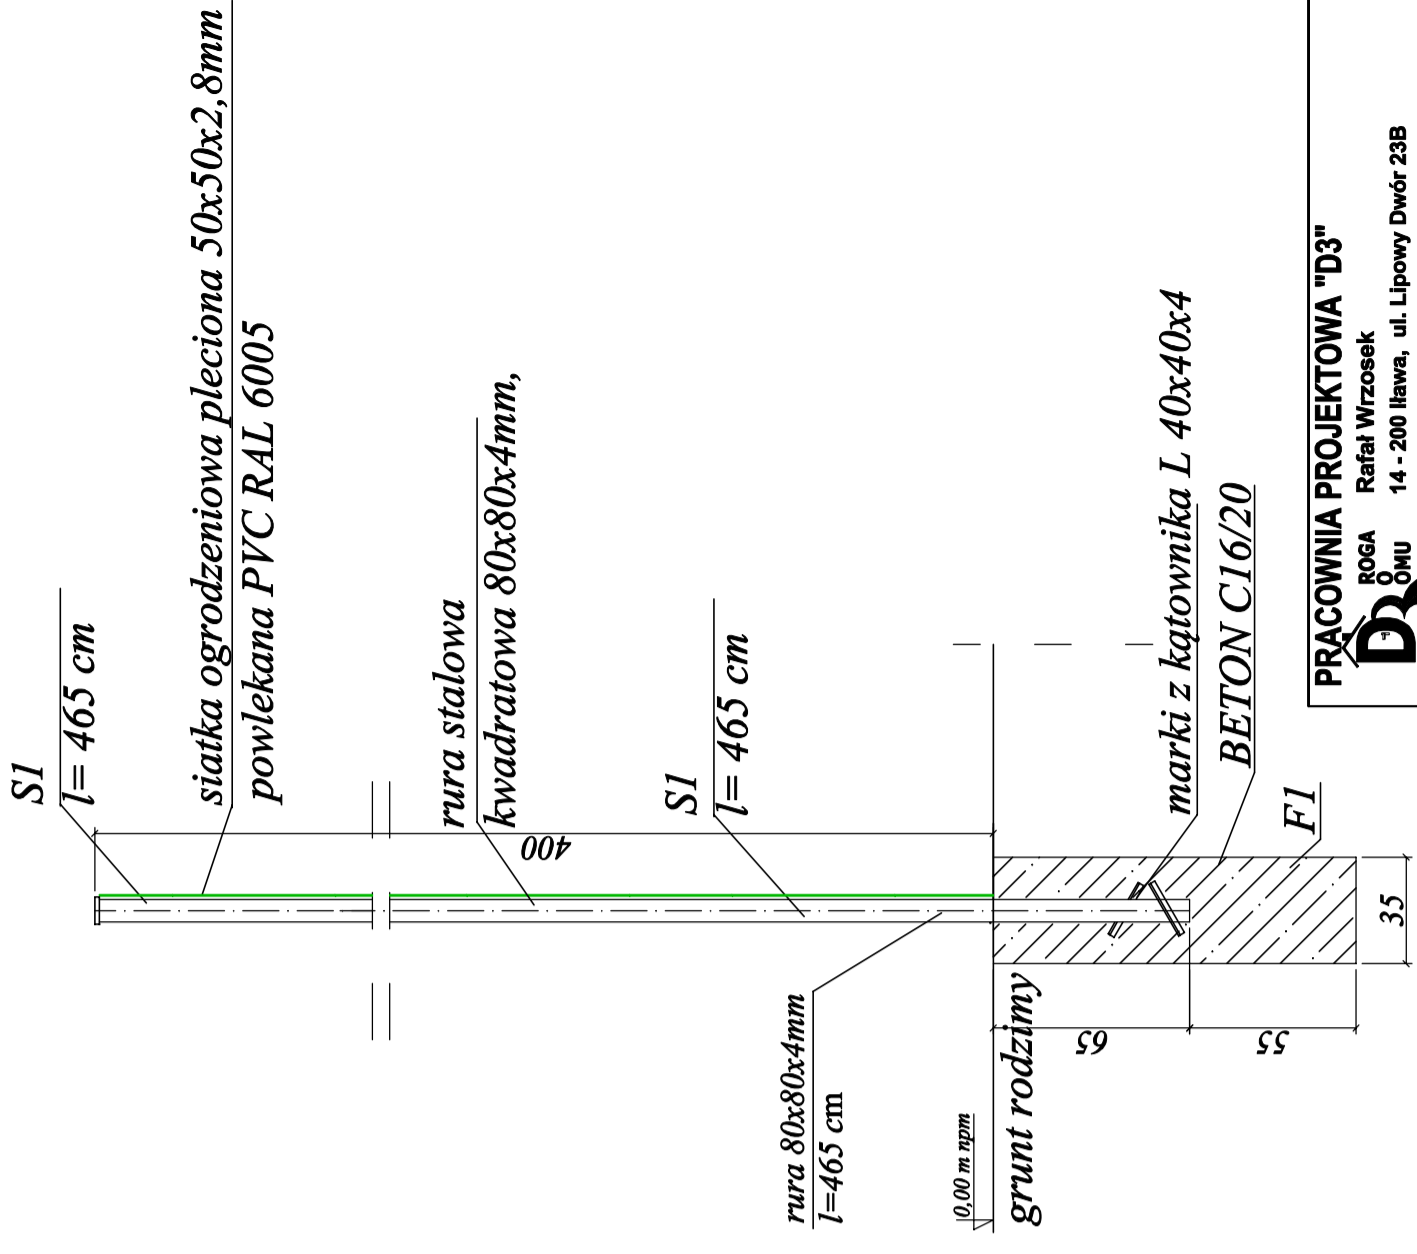 S1
l= 465 cm
siatka ogrodzeniowa pleciona 50x50x2,8mm
powlekana PVC RAL 6005
rura stalowa
kwadratowa 80x80x4mm,
400
S1
l= 465 cm
rura 80x80x4mm
l=465 cm
0,00 m npm
grunt rodzimy
65
55
35
marki z kątownika L 40x40x4
BETON C16/20
F1
PRACOWNIA PROJEKTOWA "D3"
D3
ROGA
O
OMU
Rafał Wrzosek
14 - 200 Iława, ul. Lipowy Dwór 23B